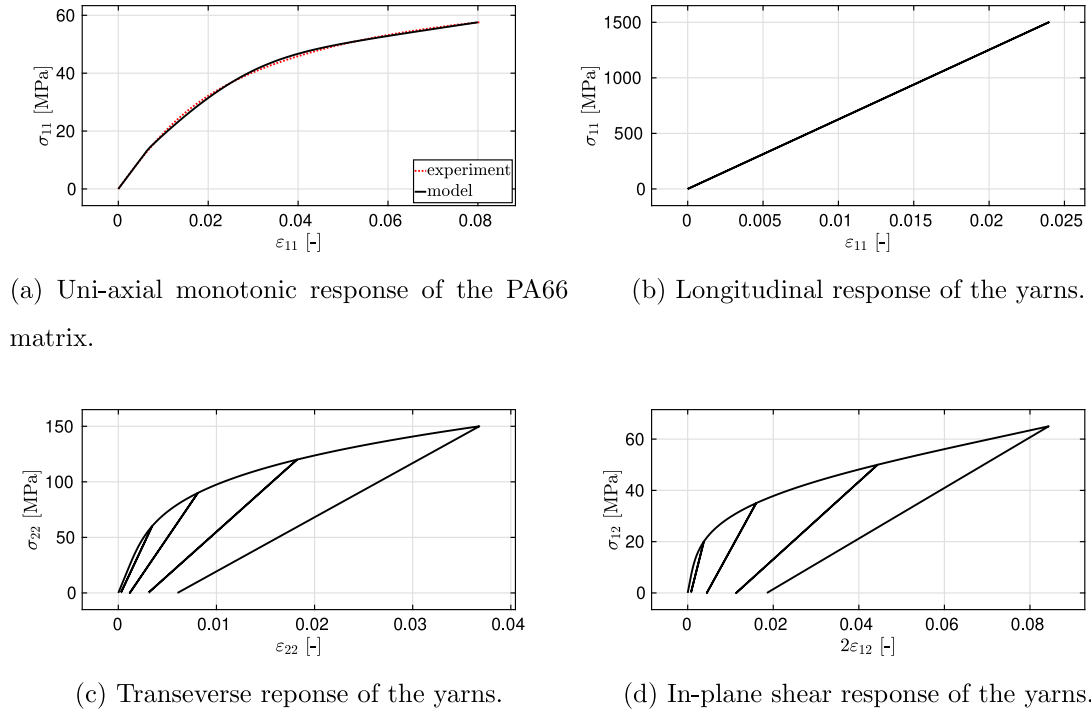 60
40
20
0
σ₁₁ [MPa]
0 0.02 0.04 0.06 0.08
ε₁₁ [-]
experiment
model
1500
1000
500
0
σ₁₁ [MPa]
0 0.005 0.01 0.015 0.02 0.025
ε₁₁ [-]
(a) Uni-axial monotonic response of the PA66
matrix.
(b) Longitudinal response of the yarns.
150
100
50
0
σ₂₂ [MPa]
0 0.01 0.02 0.03 0.04
ε₂₂ [-]
60
40
20
0
σ₁₂ [MPa]
0 0.02 0.04 0.06 0.08
2ε₁₂ [-]
(c) Transeverse reponse of the yarns.
(d) In-plane shear response of the yarns.